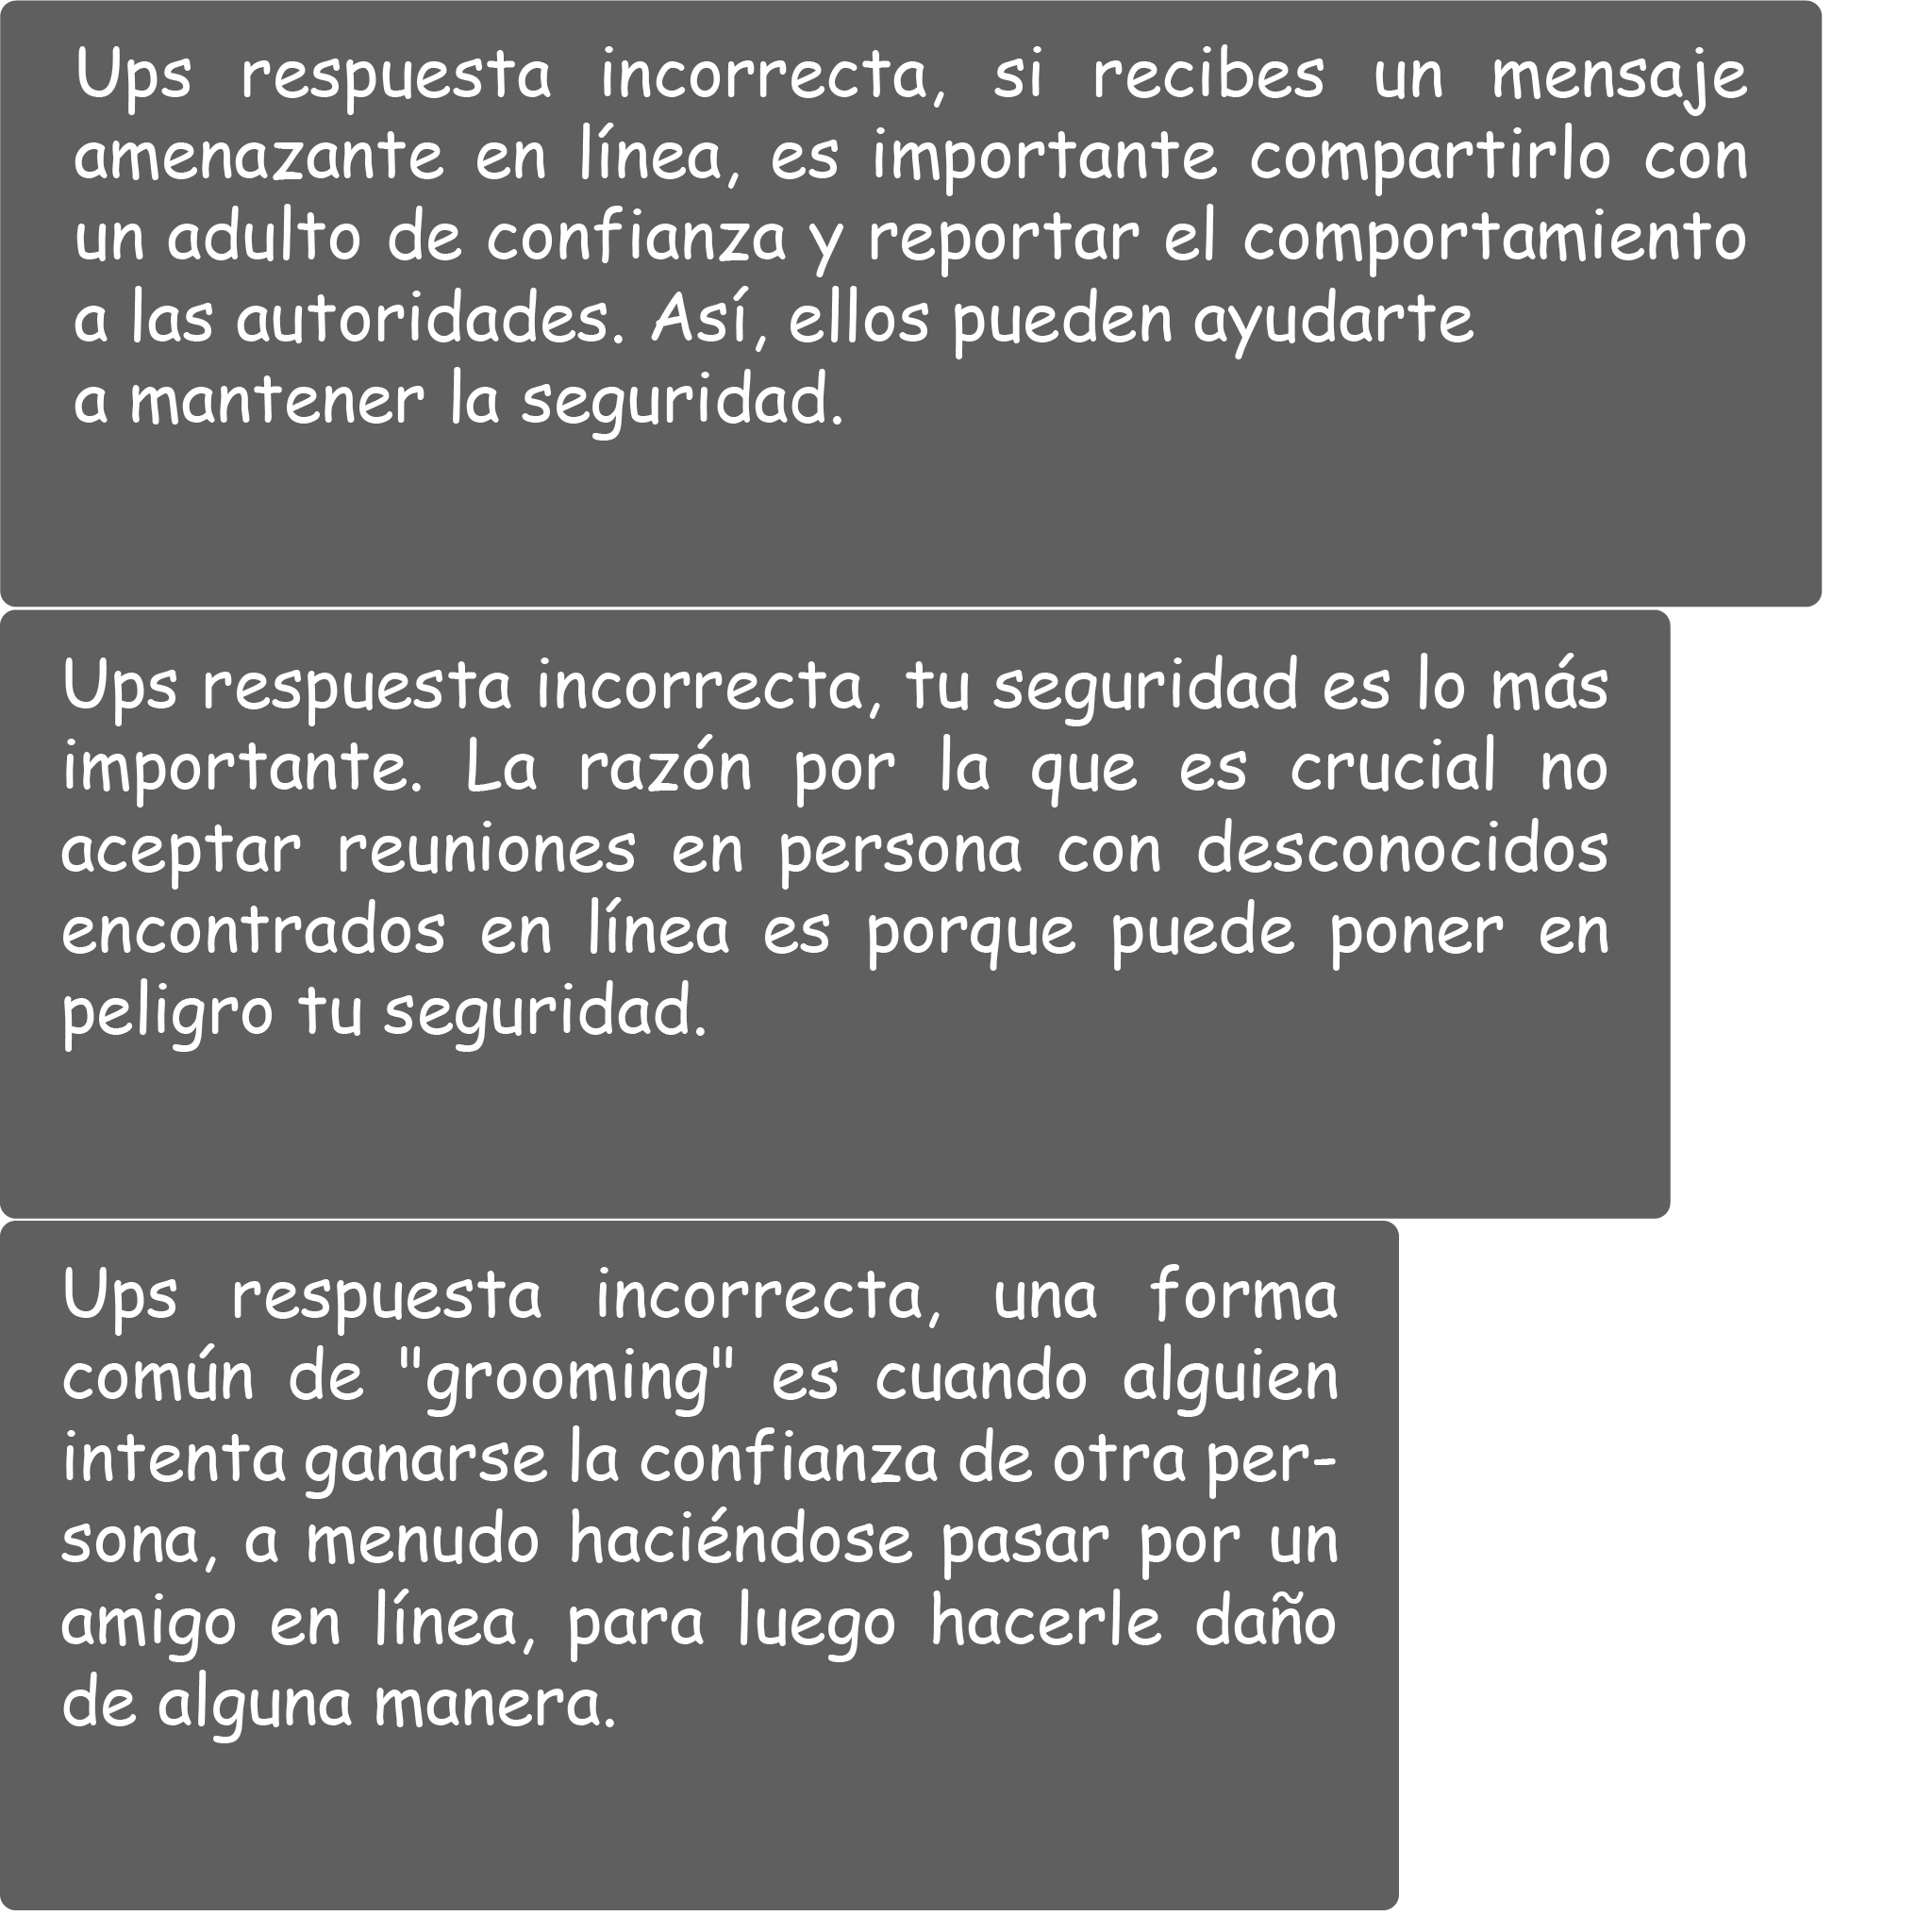 Ups respuesta incorrecta, si recibes un mensaje
amenazante en línea, es importante compartirlo con
un adulto de confianza y reportar el comportamiento
a las autoridades. Así, ellos pueden ayudarte
a mantener la seguridad.
Ups respuesta incorrecta, tu seguridad es lo más
importante. La razón por la que es crucial no
aceptar reuniones en persona con desconocidos
encontrados en línea es porque puede poner en
peligro tu seguridad.
Ups respuesta incorrecta, una forma
común de "grooming" es cuando alguien
intenta ganarse la confianza de otra per-
sona, a menudo haciéndose pasar por un
amigo en línea, para luego hacerle daño
de alguna manera.